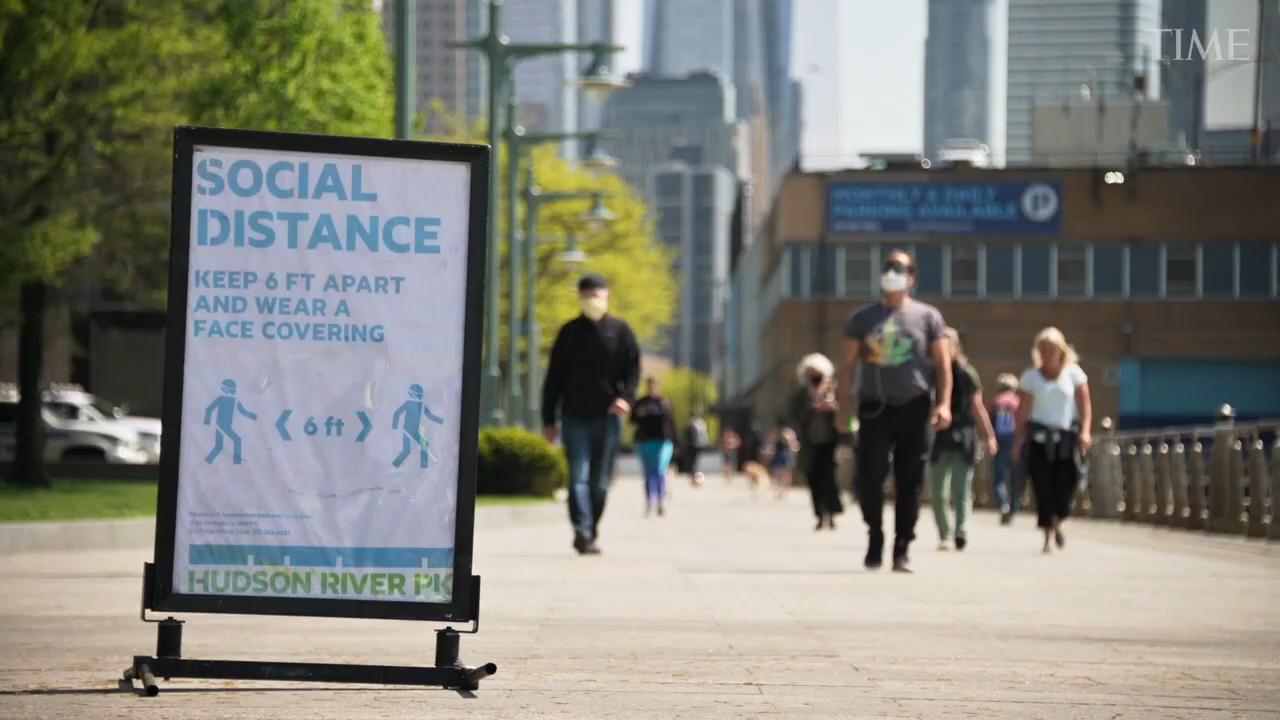 TIME
SOCIAL
DISTANCE
KEEP 6 FT APART
AND WEAR A
FACE COVERING
6 ft
HUDSON RIVER PK
MONTHLY & DAILY
PARKING AVAILABLE
P